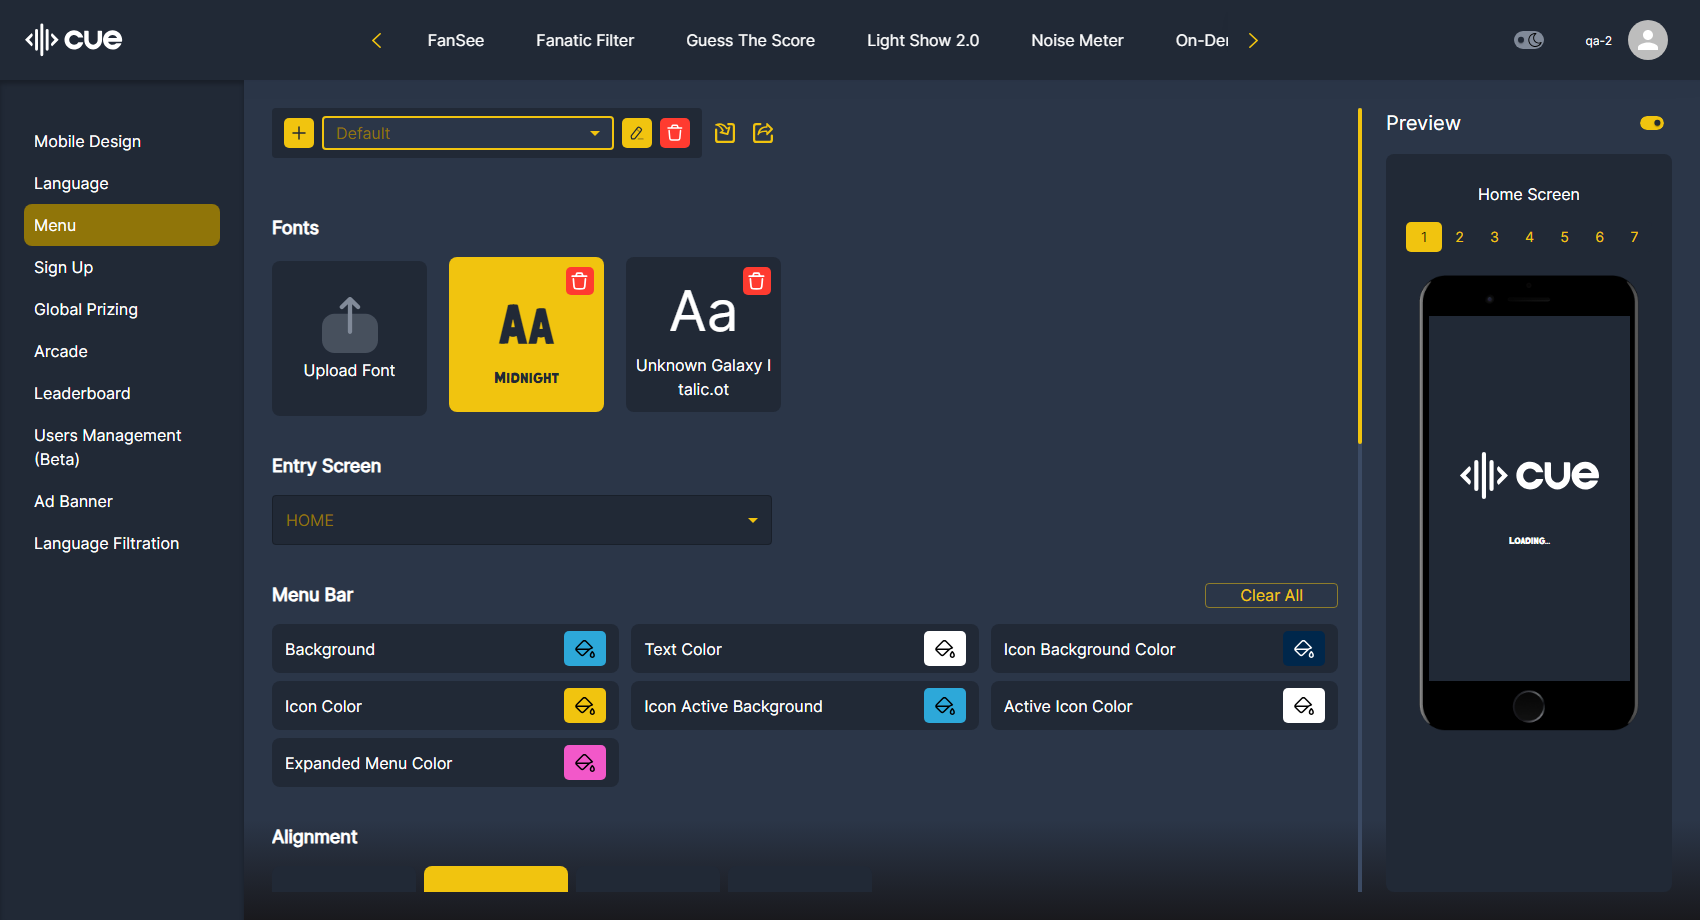 cue
FanSee
Fanatic Filter
Guess The Score
Light Show 2.0
Noise Meter
On-De
qa-2
Mobile Design
Language
Menu
Sign Up
Global Prizing
Arcade
Leaderboard
Users Management
(Beta)
Ad Banner
Language Filtration
Default
Fonts
Upload Font
AA
MIDNIGHT
Aa
Unknown Galaxy I
talic.ot
Entry Screen
HOME
Menu Bar
Clear All
Background
Text Color
Icon Background Color
Icon Color
Icon Active Background
Active Icon Color
Expanded Menu Color
Alignment
Preview
Home Screen
1 2 3 4 5 6 7
cue
LOADING...